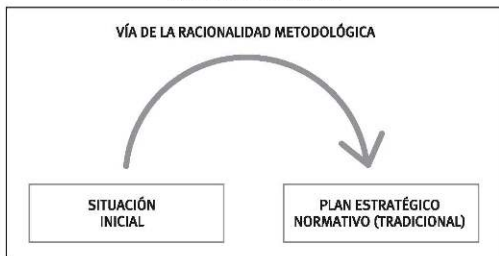 VÍA DE LA RACIONALIDAD METODOLÓGICA
SITUACIÓN
INICIAL
PLAN ESTRATÉGICO
NORMATIVO (TRADICIONAL)